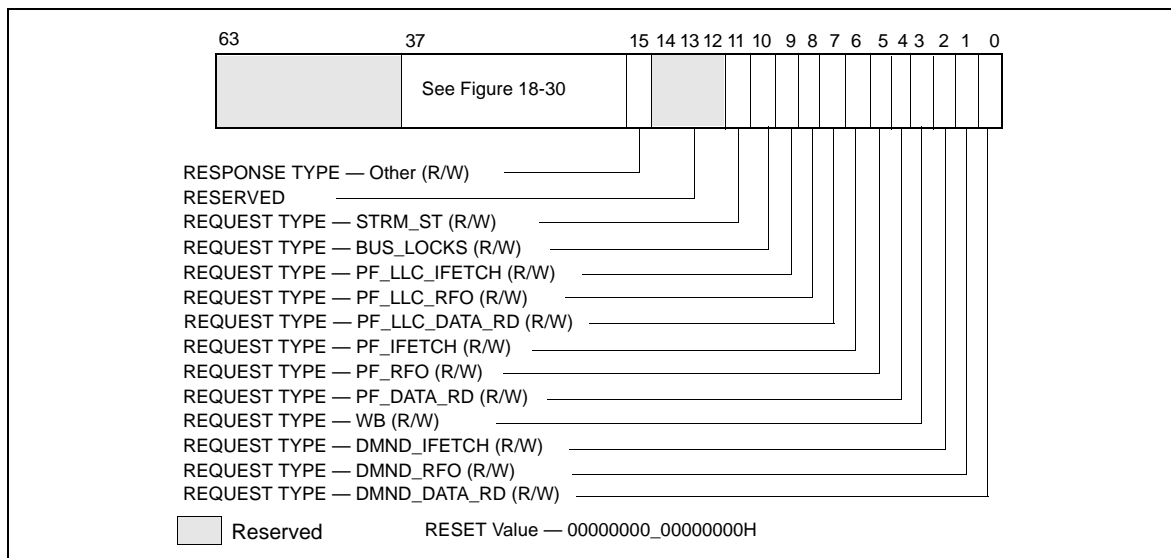 63 37 15 14 13 12 11 10 9 8 7 6 5 4 3 2 1 0
See Figure 18-30
RESPONSE TYPE — Other (R/W)
RESERVED
REQUEST TYPE — STRM_ST (R/W)
REQUEST TYPE — BUS_LOCKS (R/W)
REQUEST TYPE — PF_LLC_IFETCH (R/W)
REQUEST TYPE — PF_LLC_RFO (R/W)
REQUEST TYPE — PF_LLC_DATA_RD (R/W)
REQUEST TYPE — PF_IFETCH (R/W)
REQUEST TYPE — PF_RFO (R/W)
REQUEST TYPE — PF_DATA_RD (R/W)
REQUEST TYPE — WB (R/W)
REQUEST TYPE — DMND_IFETCH (R/W)
REQUEST TYPE — DMND_RFO (R/W)
REQUEST TYPE — DMND_DATA_RD (R/W)
Reserved RESET Value — 00000000_00000000H